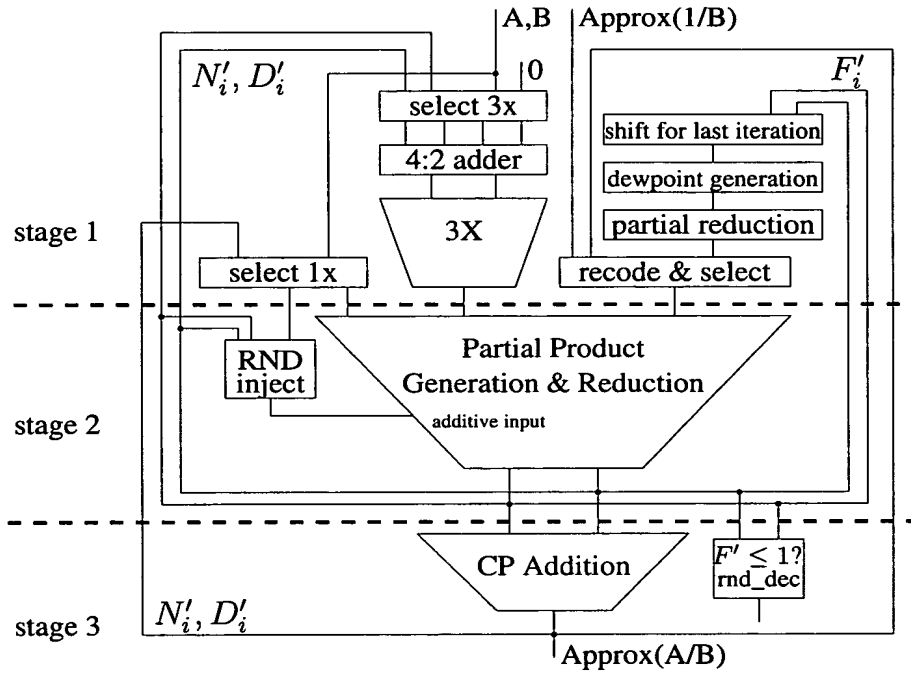 A,B
Approx(1/B)
N′i, D′i
0
F′i
select 3x
shift for last iteration
4:2 adder
dewpoint generation
3X
partial reduction
stage 1
select 1x
recode & select
RND
inject
Partial Product
Generation & Reduction
additive input
stage 2
CP Addition
F′ ≤ 1?
rnd_dec
N′i, D′i
stage 3
Approx(A/B)